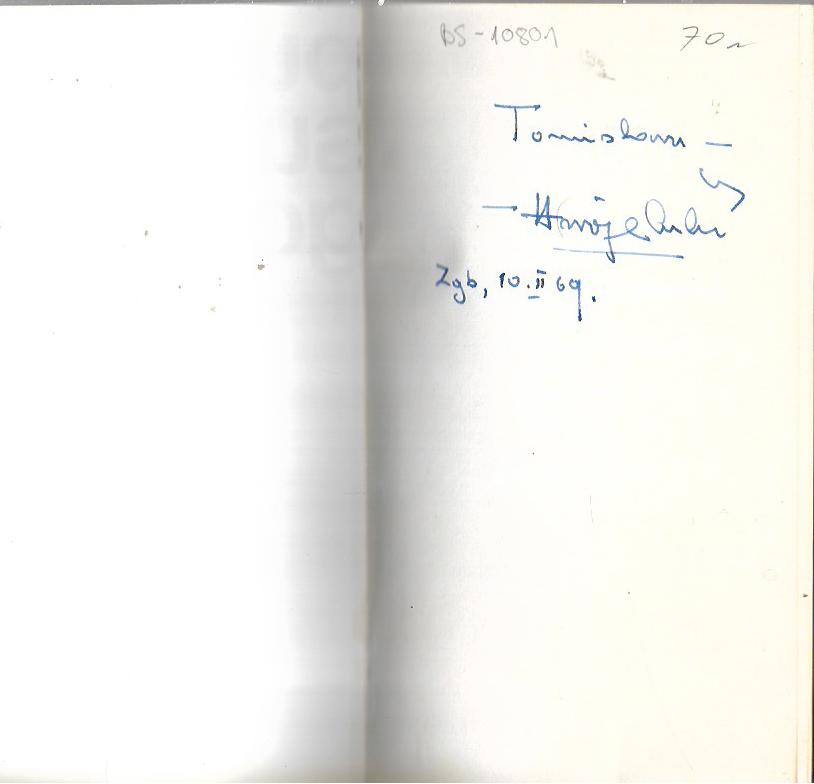 BS-10801 70
Tomislavu —
Zgb, 10.II 69.